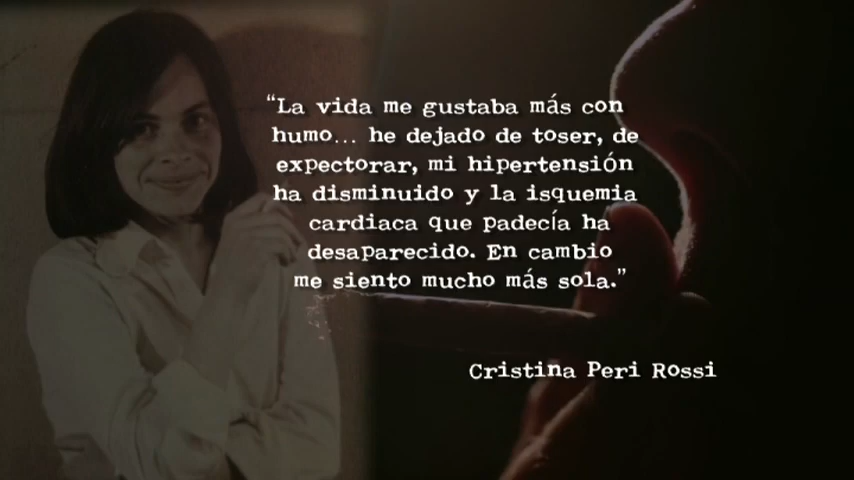 “La vida me gustaba más con
humo... he dejado de toser, de
expectorar, mi hipertensión
ha disminuido y la isquemia
cardiaca que padecía ha
desaparecido. En cambio
me siento mucho más sola.”
Cristina Peri Rossi